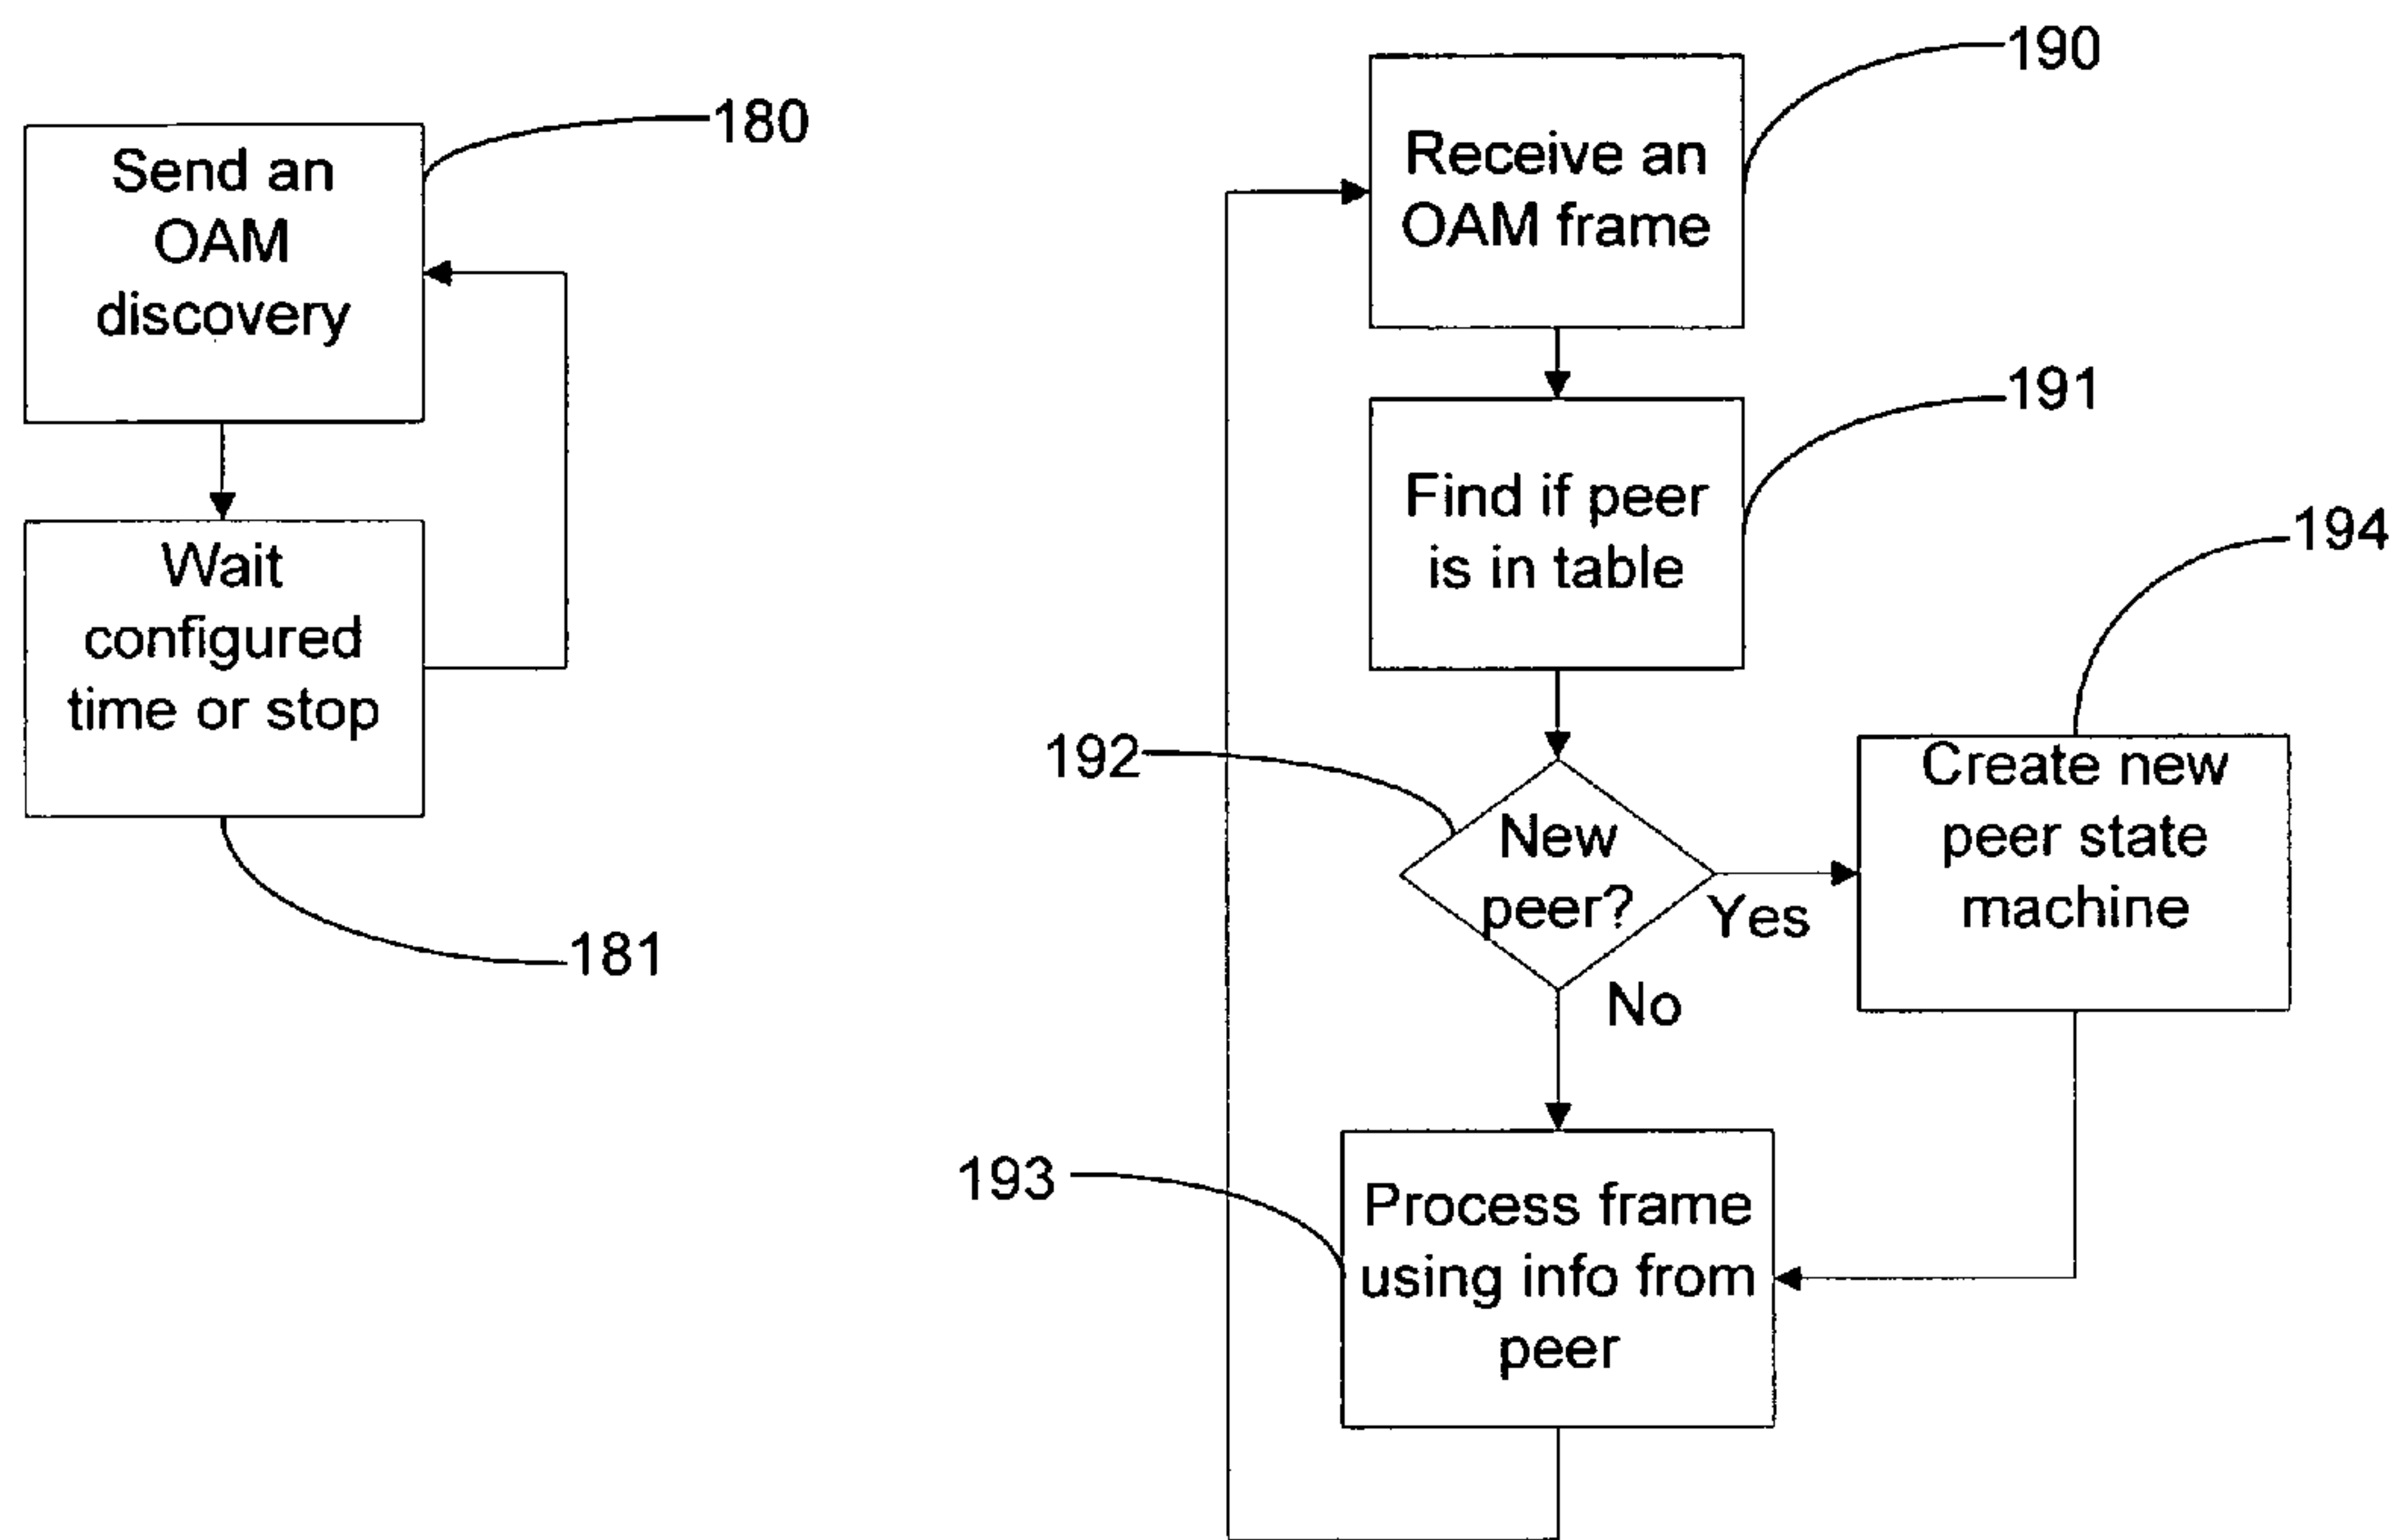 180
Send an
OAM
discovery
Wait
configured
time or stop
181
190
Receive an
OAM frame
191
Find if peer
is in table
192
New
peer?
Yes
No
194
Create new
peer state
machine
193
Process frame
using info from
peer